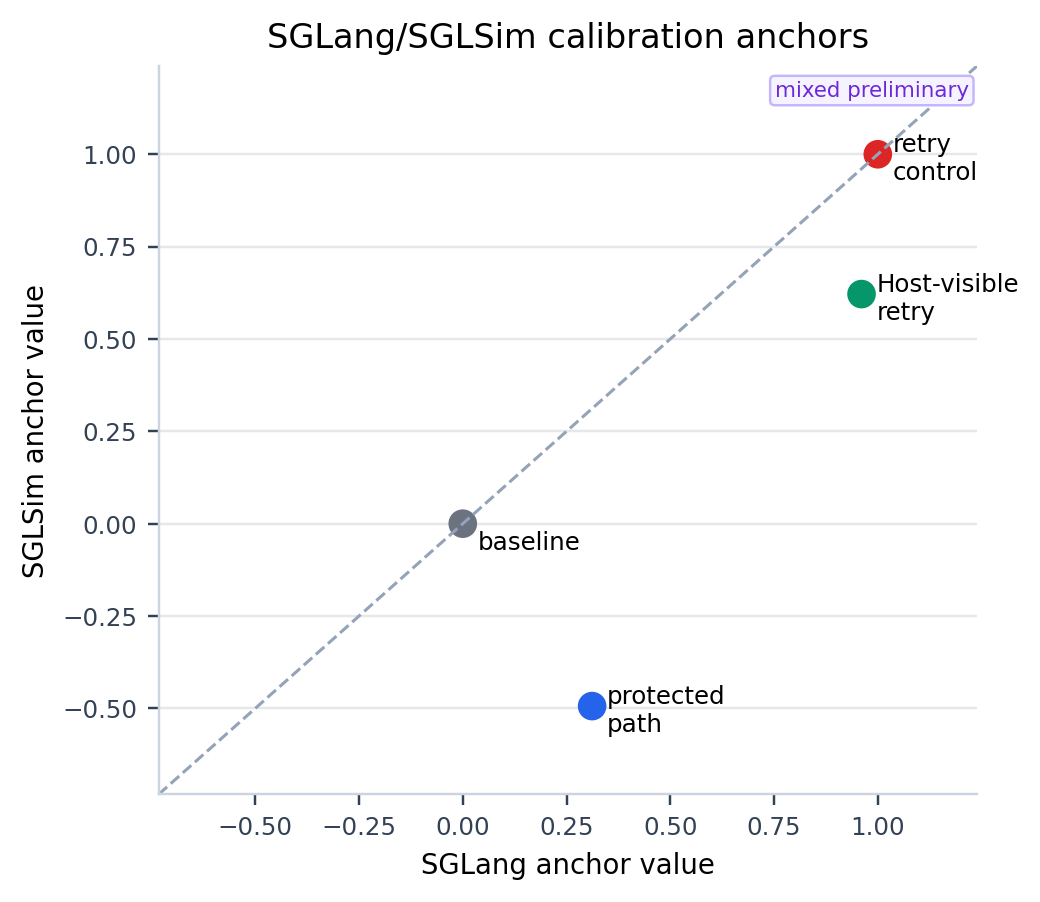 SGLang/SGLSim calibration anchors
mixed preliminary
retry
control
Host-visible
retry
baseline
protected
path
SGLSim anchor value
1.00
0.75
0.50
0.25
0.00
−0.25
−0.50
−0.50
−0.25
0.00
0.25
0.50
0.75
1.00
SGLang anchor value